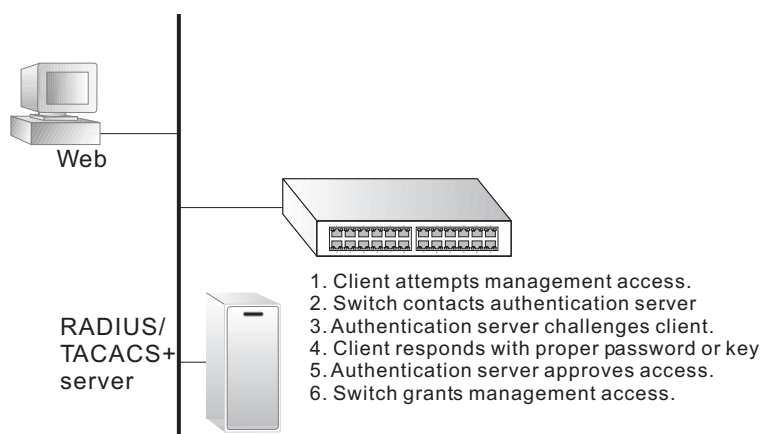 Web
1. Client attempts management access.
2. Switch contacts authentication server
3. Authentication server challenges client.
4. Client responds with proper password or key
5. Authentication server approves access.
6. Switch grants management access.
RADIUS/
TACACS+
server